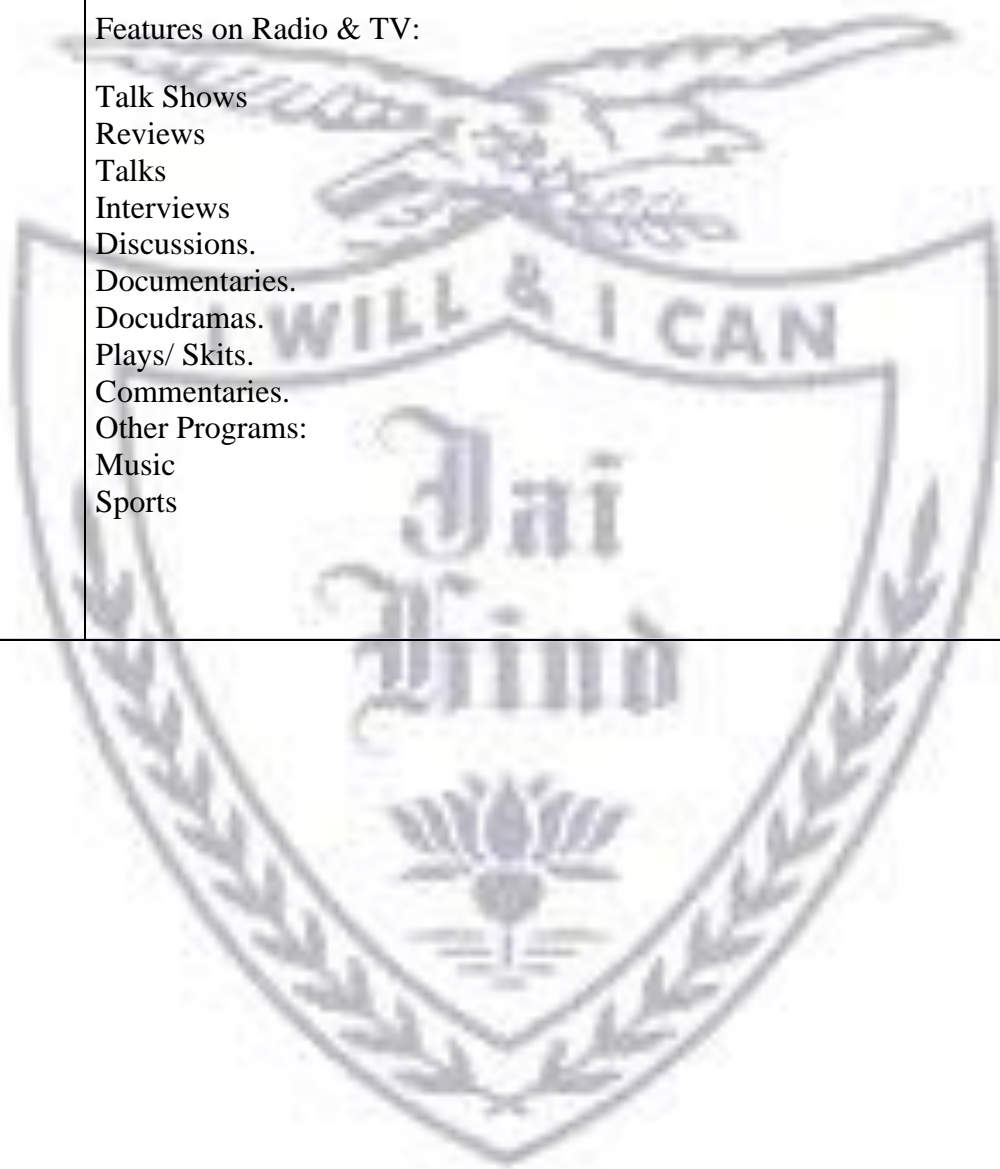 Features on Radio & TV:
Talk Shows
Reviews
Talks
Interviews
Discussions.
Documentaries.
Docudramas.
Plays/ Skits.
Commentaries.
Other Programs:
Music
Sports
I WILL & I CAN
Jai
Hind